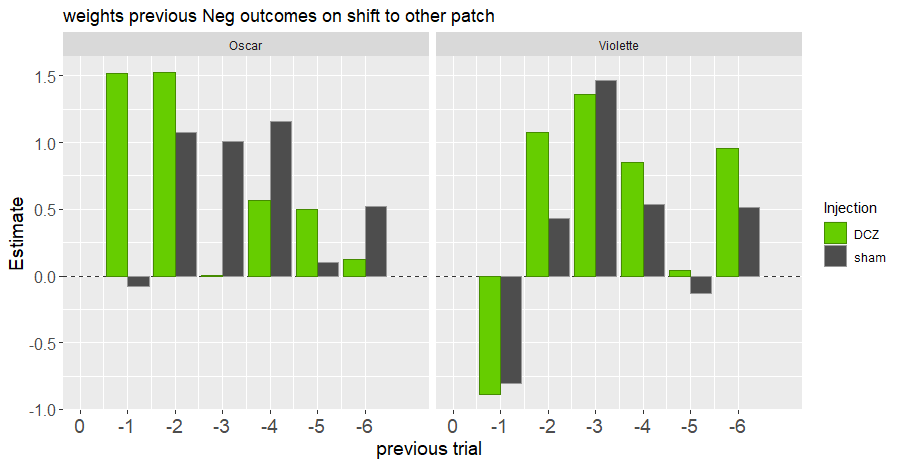 weights previous Neg outcomes on shift to other patch
Oscar
Violette
Estimate
1.5
1.0
0.5
0.0
-0.5
-1.0
0 -1 -2 -3 -4 -5 -6
0 -1 -2 -3 -4 -5 -6
previous trial
Injection
DCZ
sham